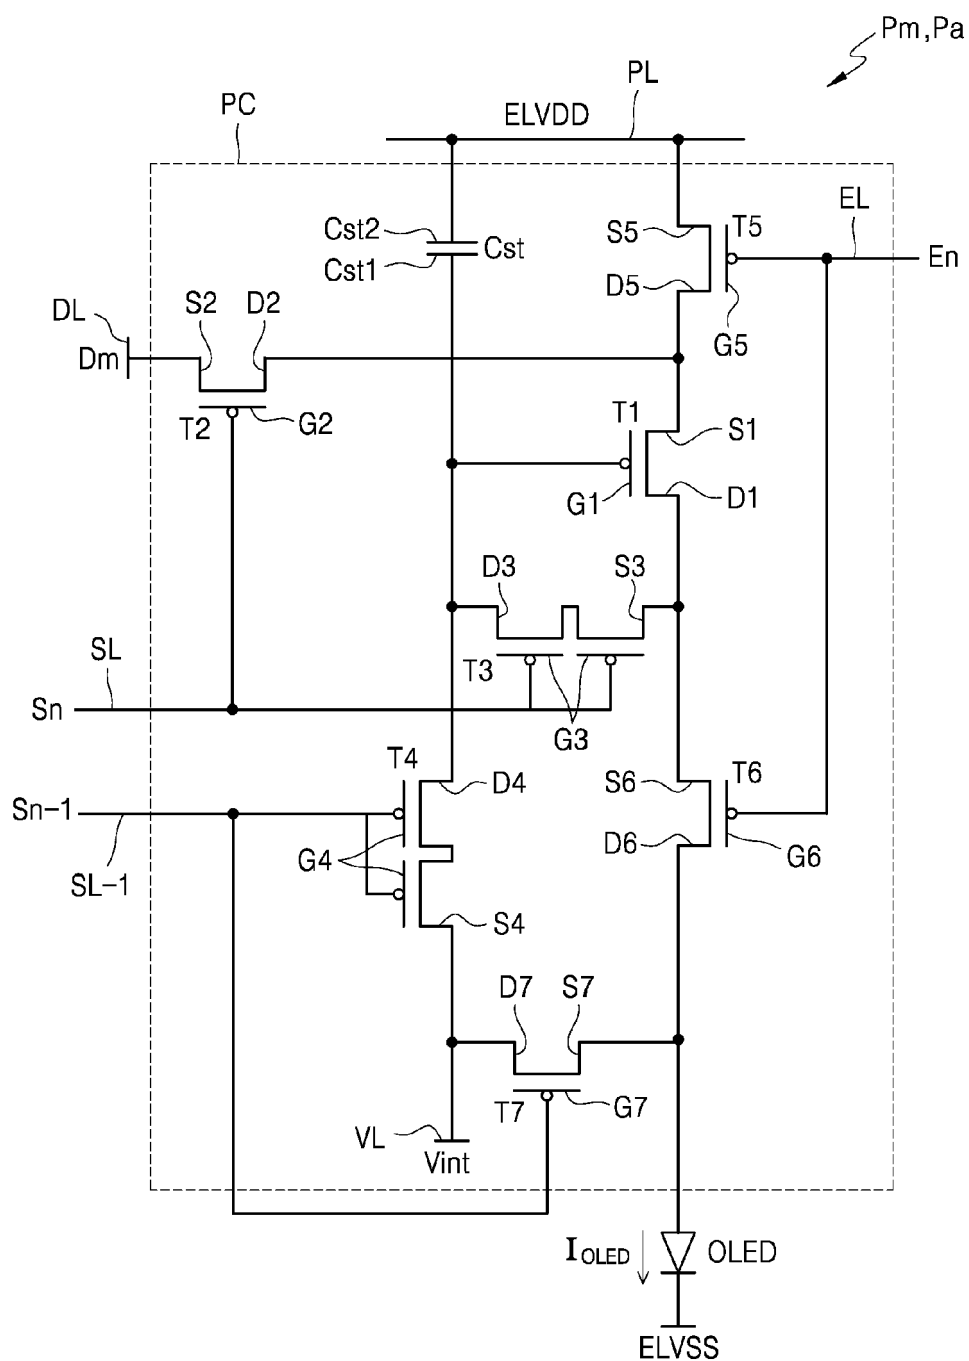 Pm,Pa
PL
PC
ELVDD
Cst2
Cst
Cst1
S5
T5
EL
En
D5
G5
DL
S2
D2
Dm
T2
G2
T1
S1
G1
D1
D3
S3
SL
T3
Sn
G3
T4
D4
S6
T6
Sn-1
G4
D6
G6
SL-1
S4
D7
S7
T7
G7
VL
Vint
IOLED
OLED
ELVSS